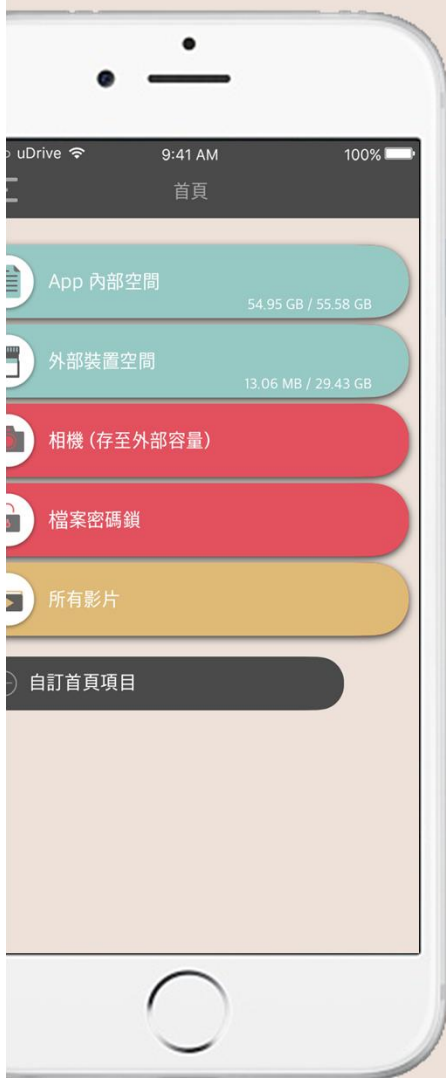 uDrive 9:41 AM 100%
首頁
App 內部空間
54.95 GB / 55.58 GB
外部裝置空間
13.06 MB / 29.43 GB
相機 (存至外部容量)
檔案密碼鎖
所有影片
自訂首頁項目